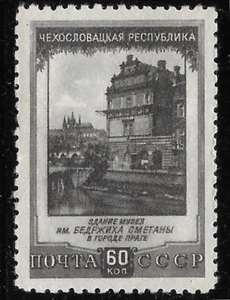 ЧЕХОСЛОВАЦКАЯ РЕСПУБЛИКА
ЗДАНИЕ МУЗЕЯ
ИМ. БЕДРЖИХА СМЕТАНЫ
В ГОРОДЕ ПРАГЕ
ПОЧТА 60 КОП. СССР